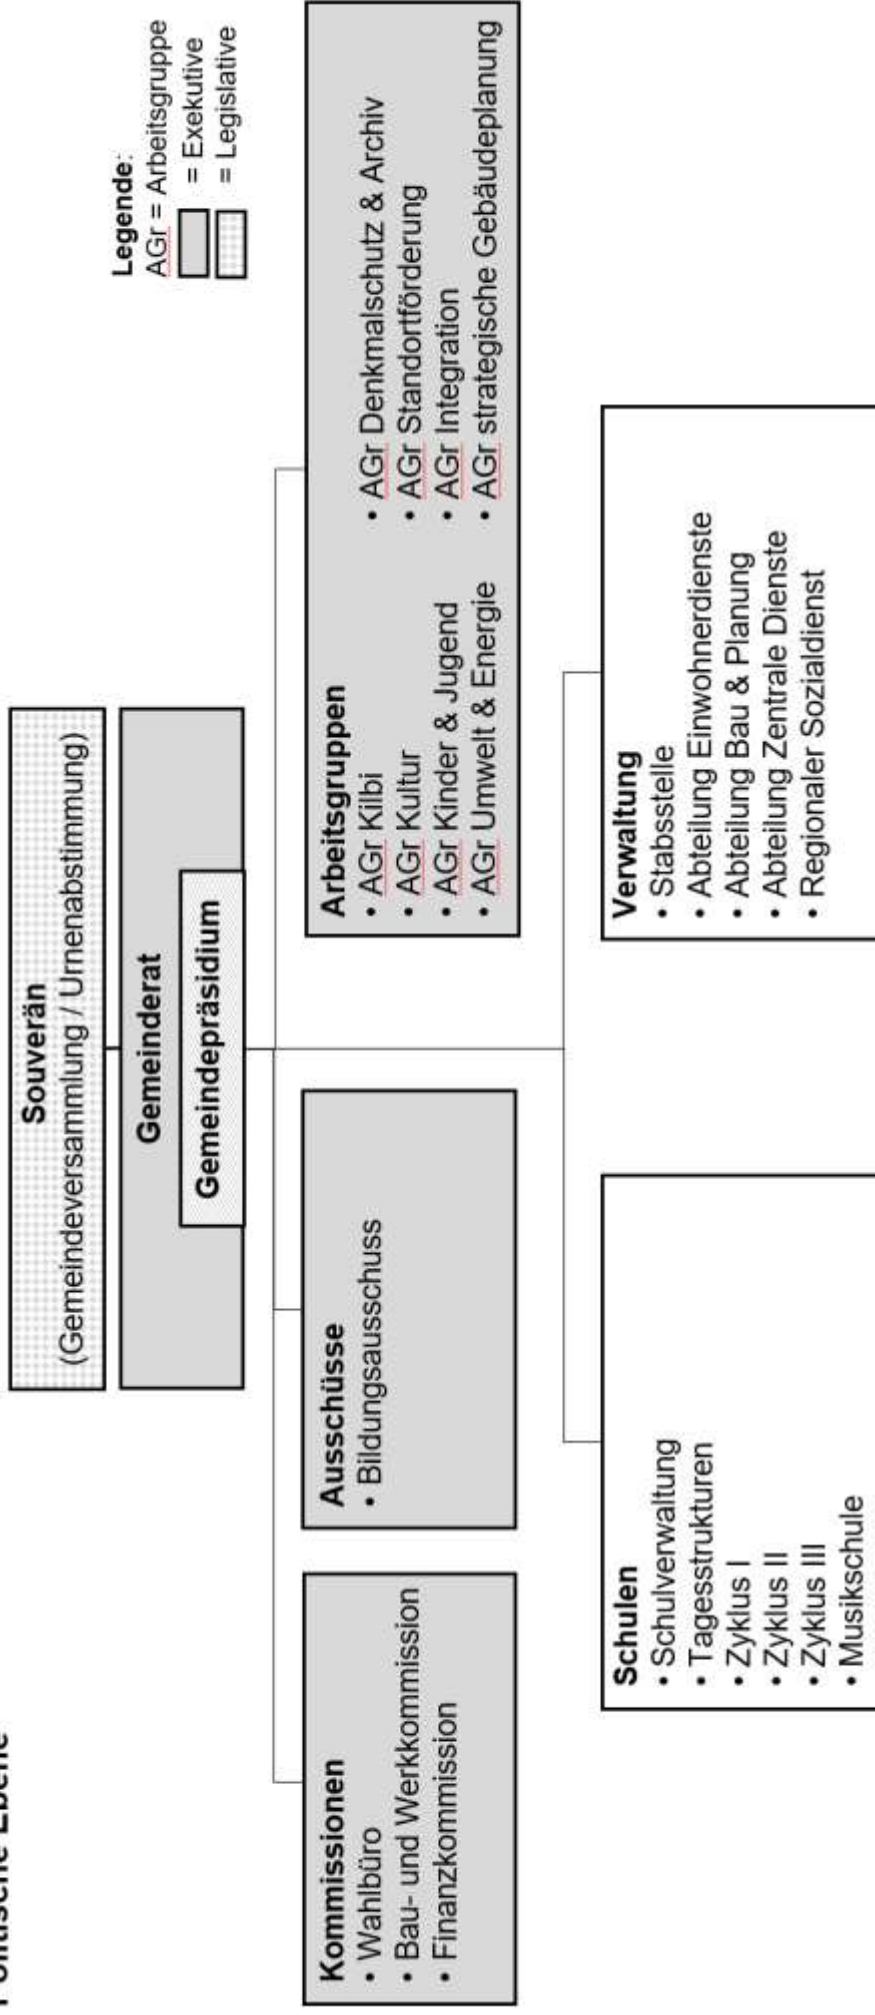 Politische Ebene
Souverän
(Gemeindeversammlung / Urnenabstimmung)
Gemeinderat
Gemeindepräsidium
Legende:
AGr = Arbeitsgruppe
= Exekutive
= Legislative
Kommissionen
• Wahlbüro
• Bau- und Werkkommission
• Finanzkommission
Ausschüsse
• Bildungsausschuss
Arbeitsgruppen
• AGr Kilbi
• AGr Kultur
• AGr Kinder & Jugend
• AGr Umwelt & Energie
• AGr Denkmalschutz & Archiv
• AGr Standortförderung
• AGr Integration
• AGr strategische Gebäudeplanung
Schulen
• Schulverwaltung
• Tagesstrukturen
• Zyklus I
• Zyklus II
• Zyklus III
• Musikschule
Verwaltung
• Stabsstelle
• Abteilung Einwohnerdienste
• Abteilung Bau & Planung
• Abteilung Zentrale Dienste
• Regionaler Sozialdienst